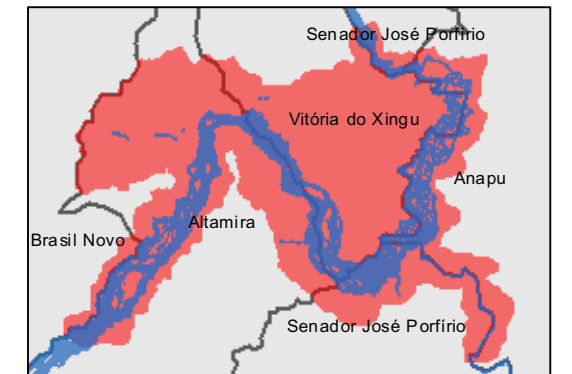 Senador José Porfírio
Vitória do Xingu
Anapu
Altamira
Brasil Novo
Senador José Porfírio